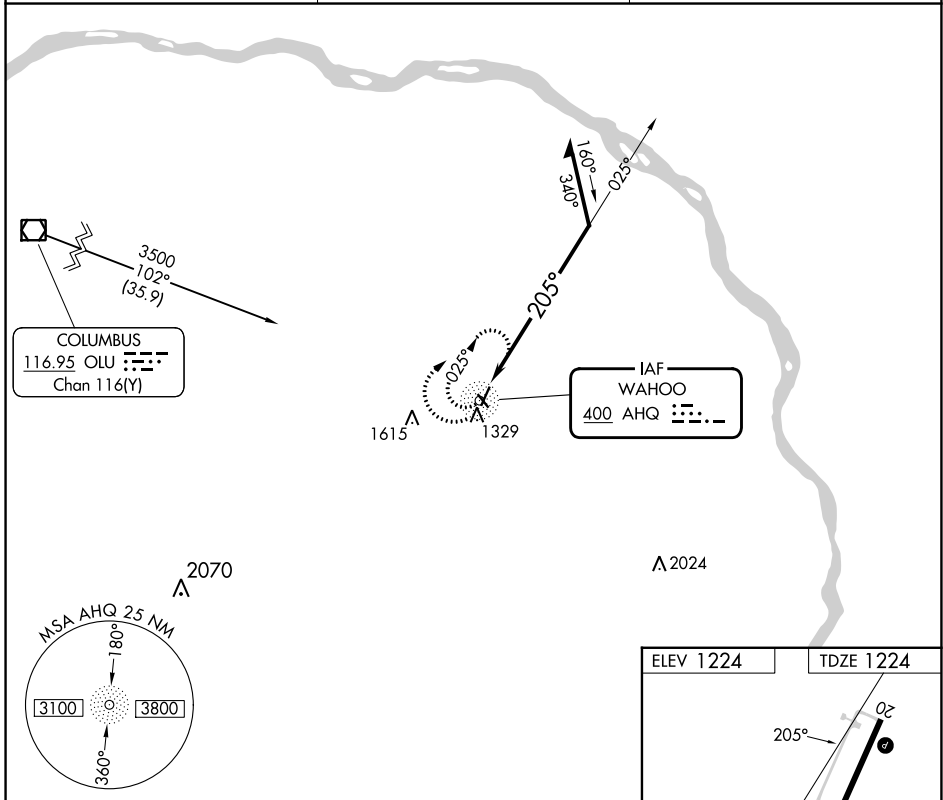 160°
340°
025°
3500
102°
(35.9)
205°
COLUMBUS
116.95 OLU
Chan 116(Y)
025°
IAF
WAHOO
400 AHQ
1615
1329
2070
2024
MSA AHQ 25 NM
180°
3100
3800
360°
ELEV 1224
TDZE 1224
20
205°
P